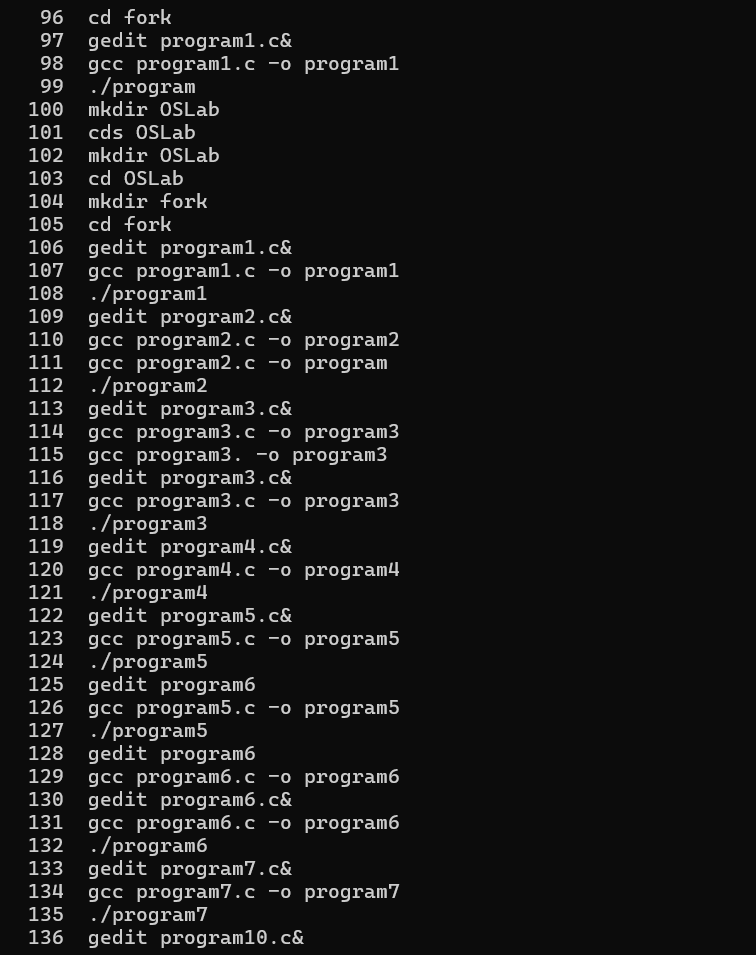 96 cd fork
97 gedit program1.c&
98 gcc program1.c -o program1
99 ./program
100 mkdir OSLab
101 cds OSLab
102 mkdir OSLab
103 cd OSLab
104 mkdir fork
105 cd fork
106 gedit program1.c&
107 gcc program1.c -o program1
108 ./program1
109 gedit program2.c&
110 gcc program2.c -o program2
111 gcc program2.c -o program
112 ./program2
113 gedit program3.c&
114 gcc program3.c -o program3
115 gcc program3. -o program3
116 gedit program3.c&
117 gcc program3.c -o program3
118 ./program3
119 gedit program4.c&
120 gcc program4.c -o program4
121 ./program4
122 gedit program5.c&
123 gcc program5.c -o program5
124 ./program5
125 gedit program6
126 gcc program5.c -o program5
127 ./program5
128 gedit program6
129 gcc program6.c -o program6
130 gedit program6.c&
131 gcc program6.c -o program6
132 ./program6
133 gedit program7.c&
134 gcc program7.c -o program7
135 ./program7
136 gedit program10.c&